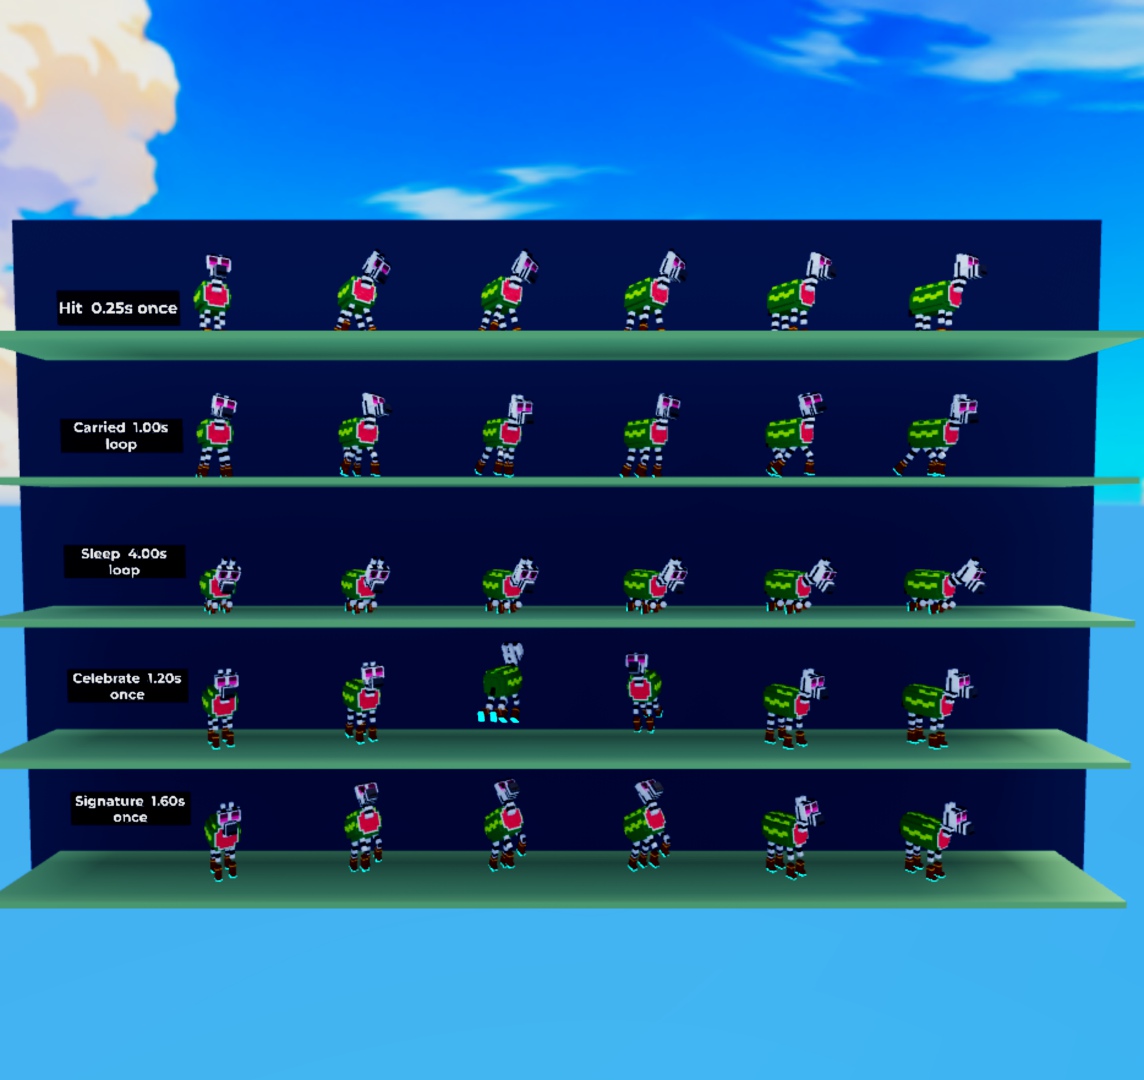 Hit 0.25s once
Carried 1.00s
loop
Sleep 4.00s
loop
Celebrate 1.20s
once
Signature 1.60s
once